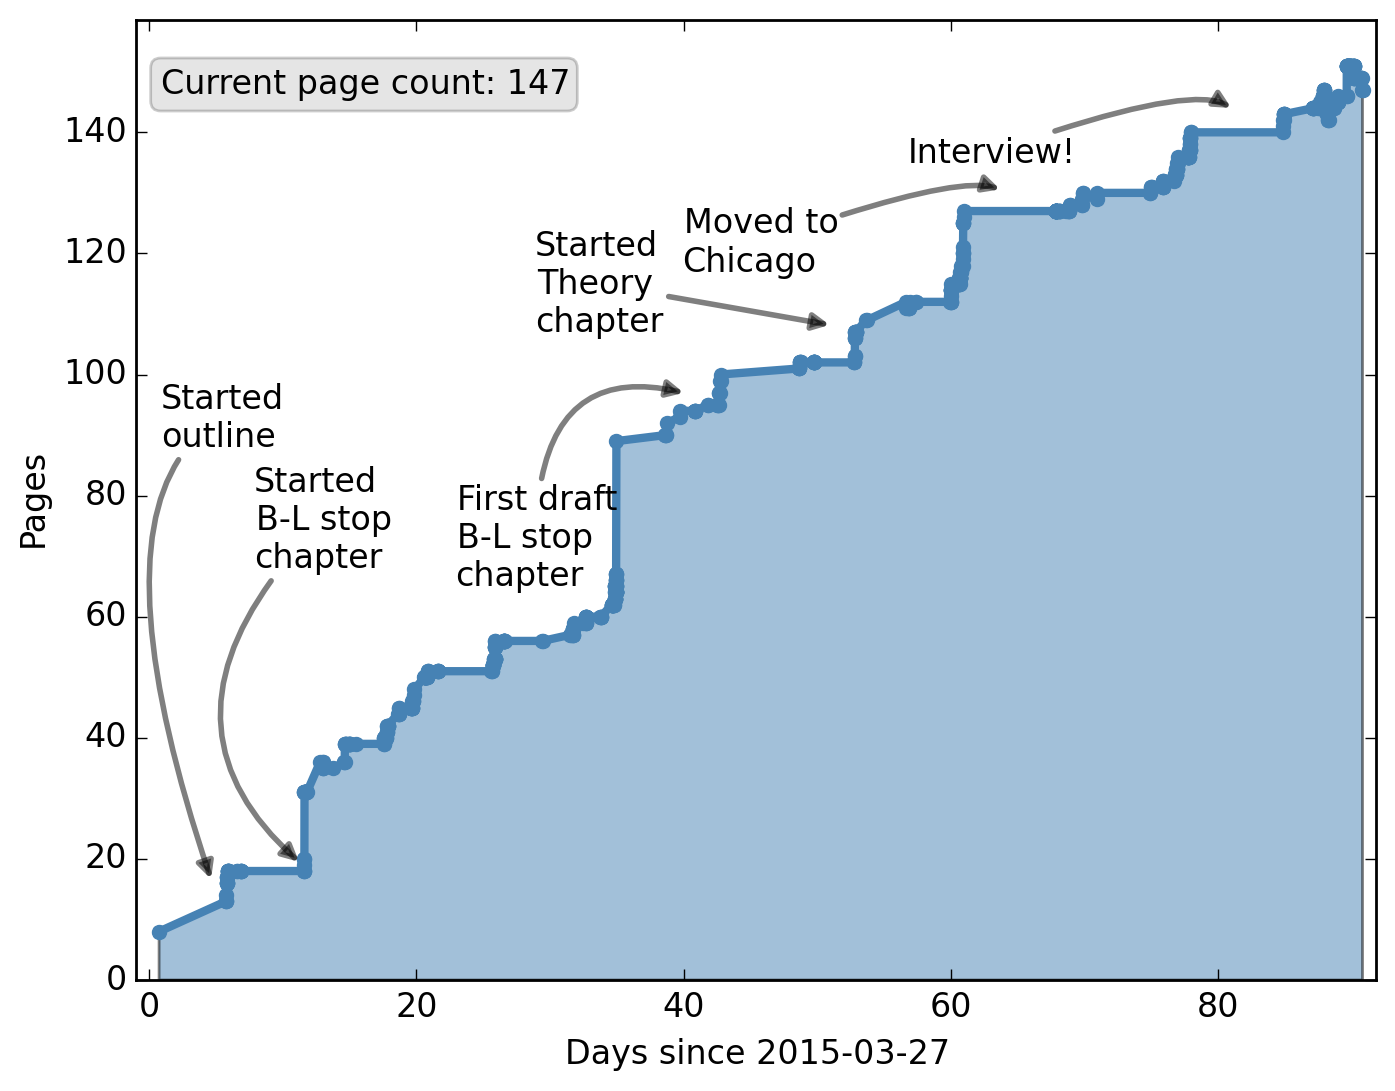 Current page count: 147
Interview!
Moved to
Chicago
Started
Theory
chapter
Started
outline
Started
B-L stop
chapter
First draft
B-L stop
chapter
Pages
0
20
40
60
80
100
120
140
0
20
40
60
80
Days since 2015-03-27